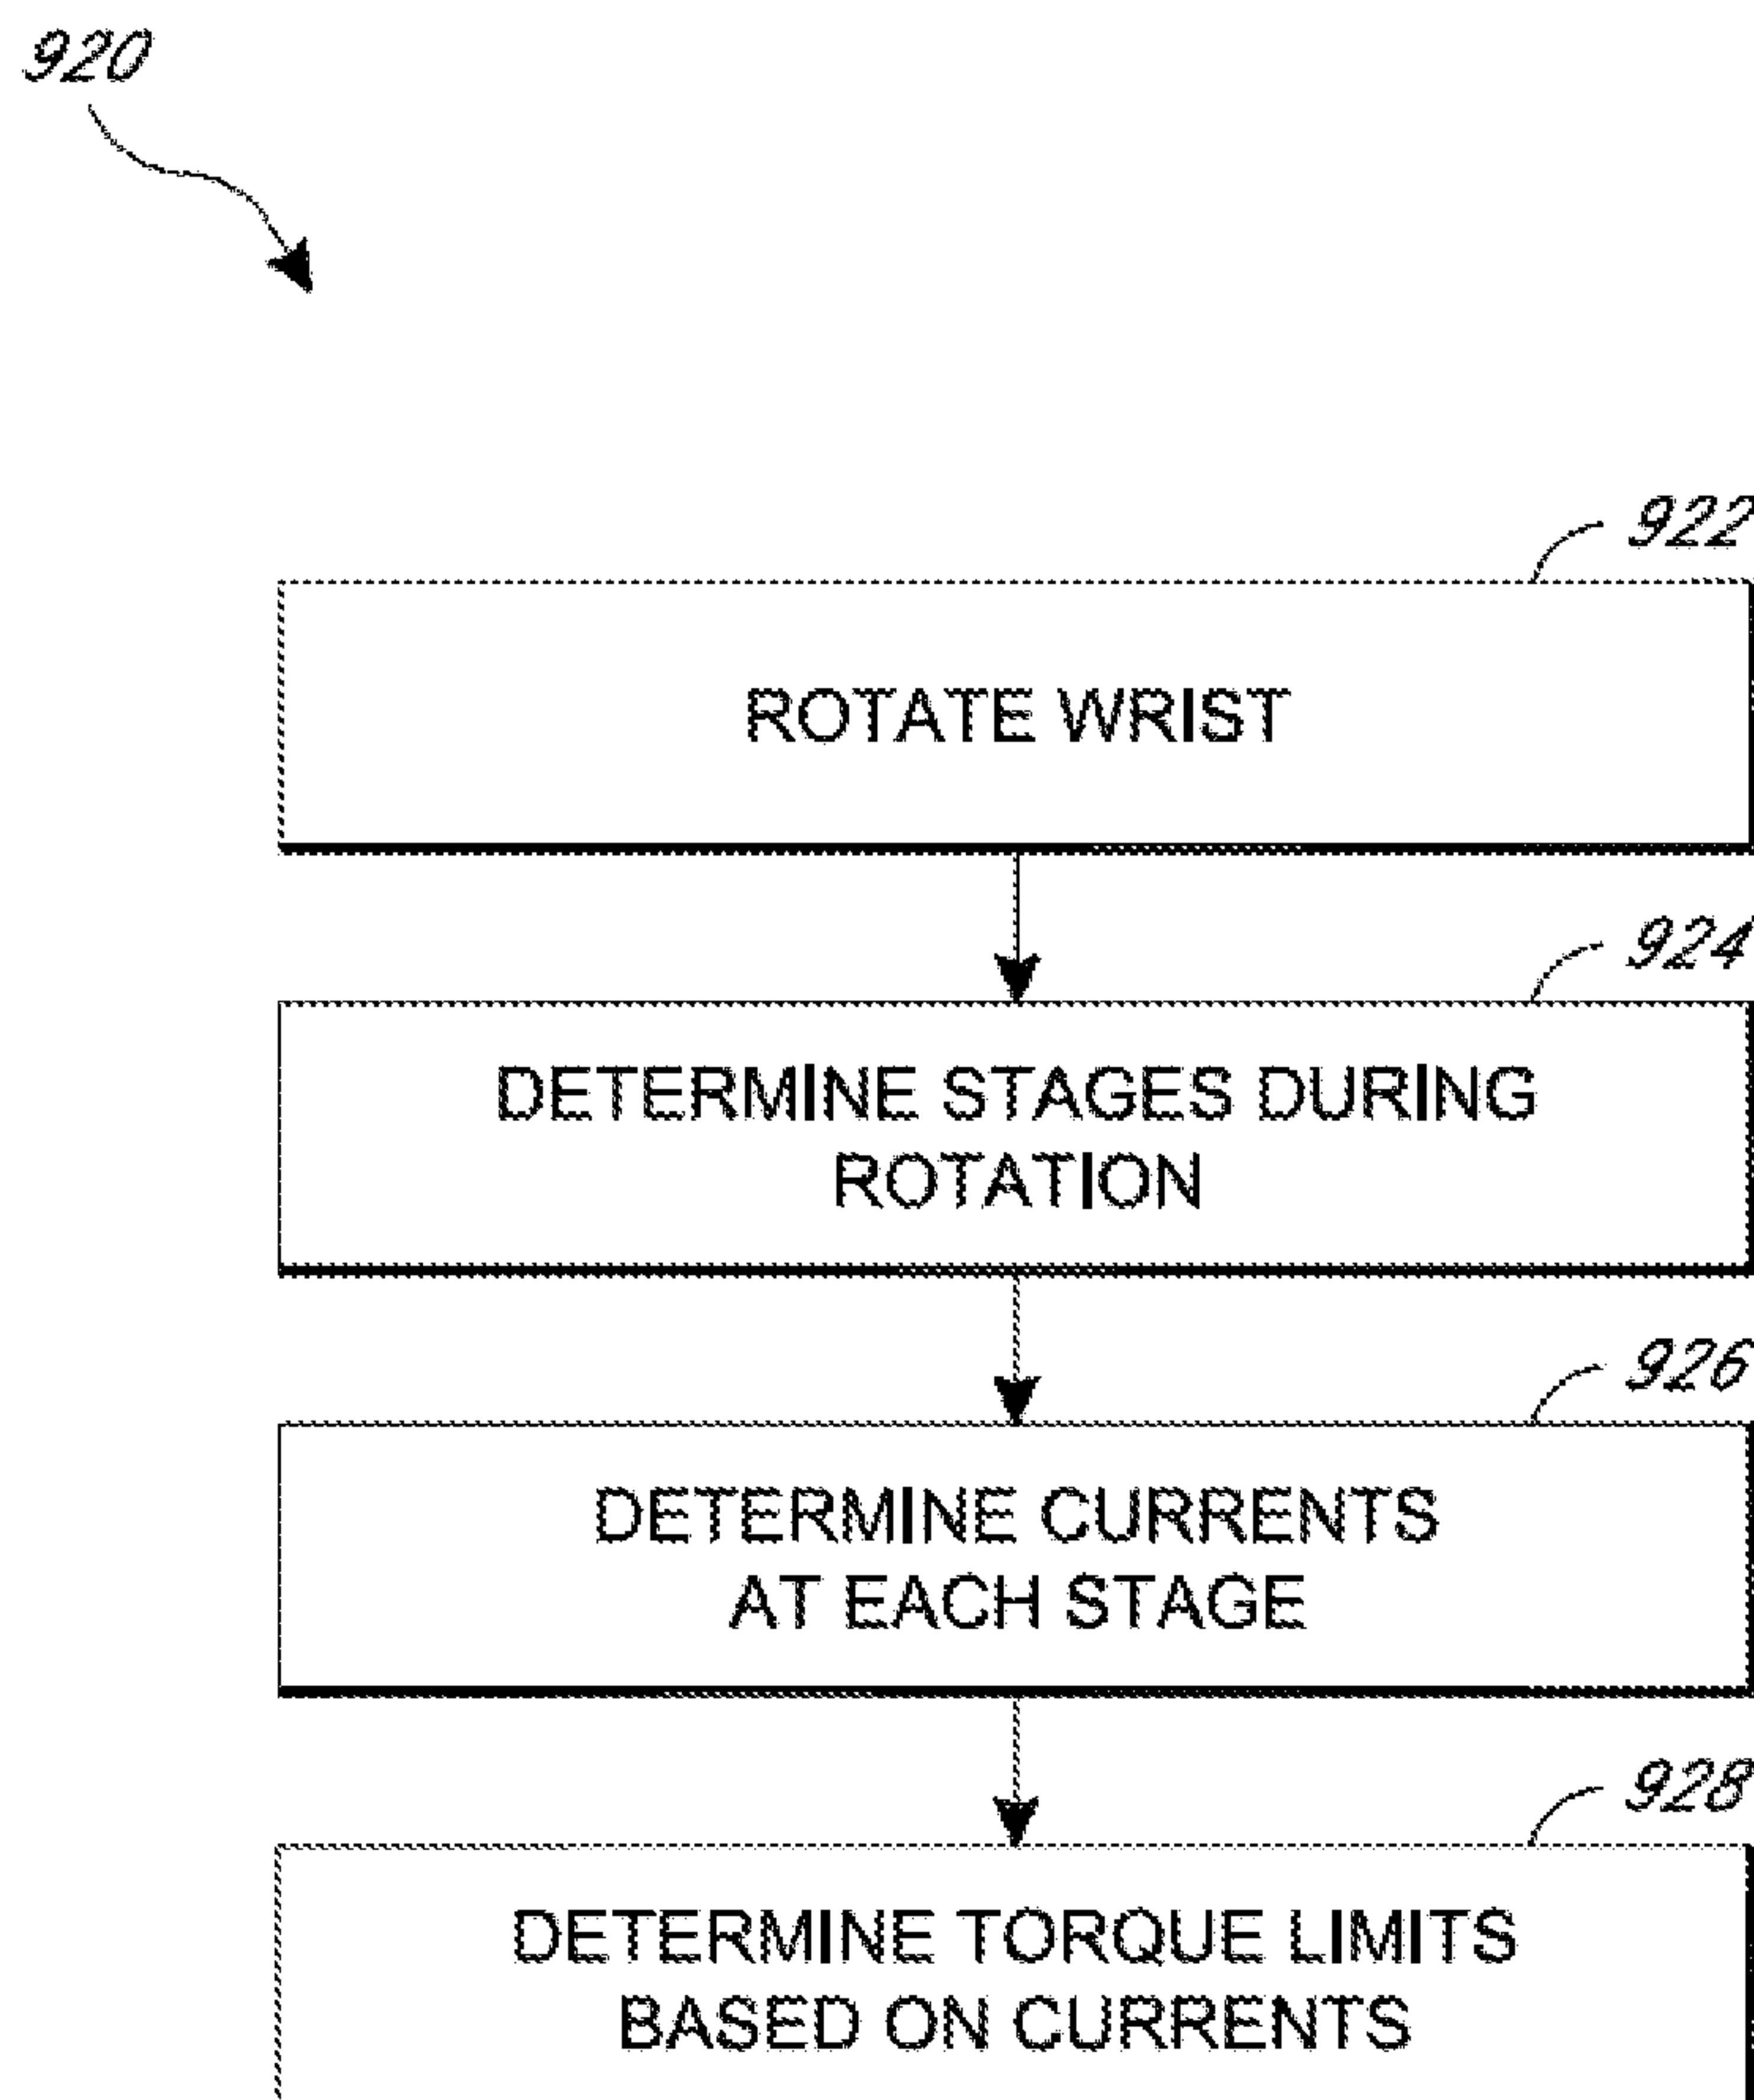 920
922
ROTATE WRIST
924
DETERMINE STAGES DURING
ROTATION
926
DETERMINE CURRENTS
AT EACH STAGE
928
DETERMINE TORQUE LIMITS
BASED ON CURRENTS